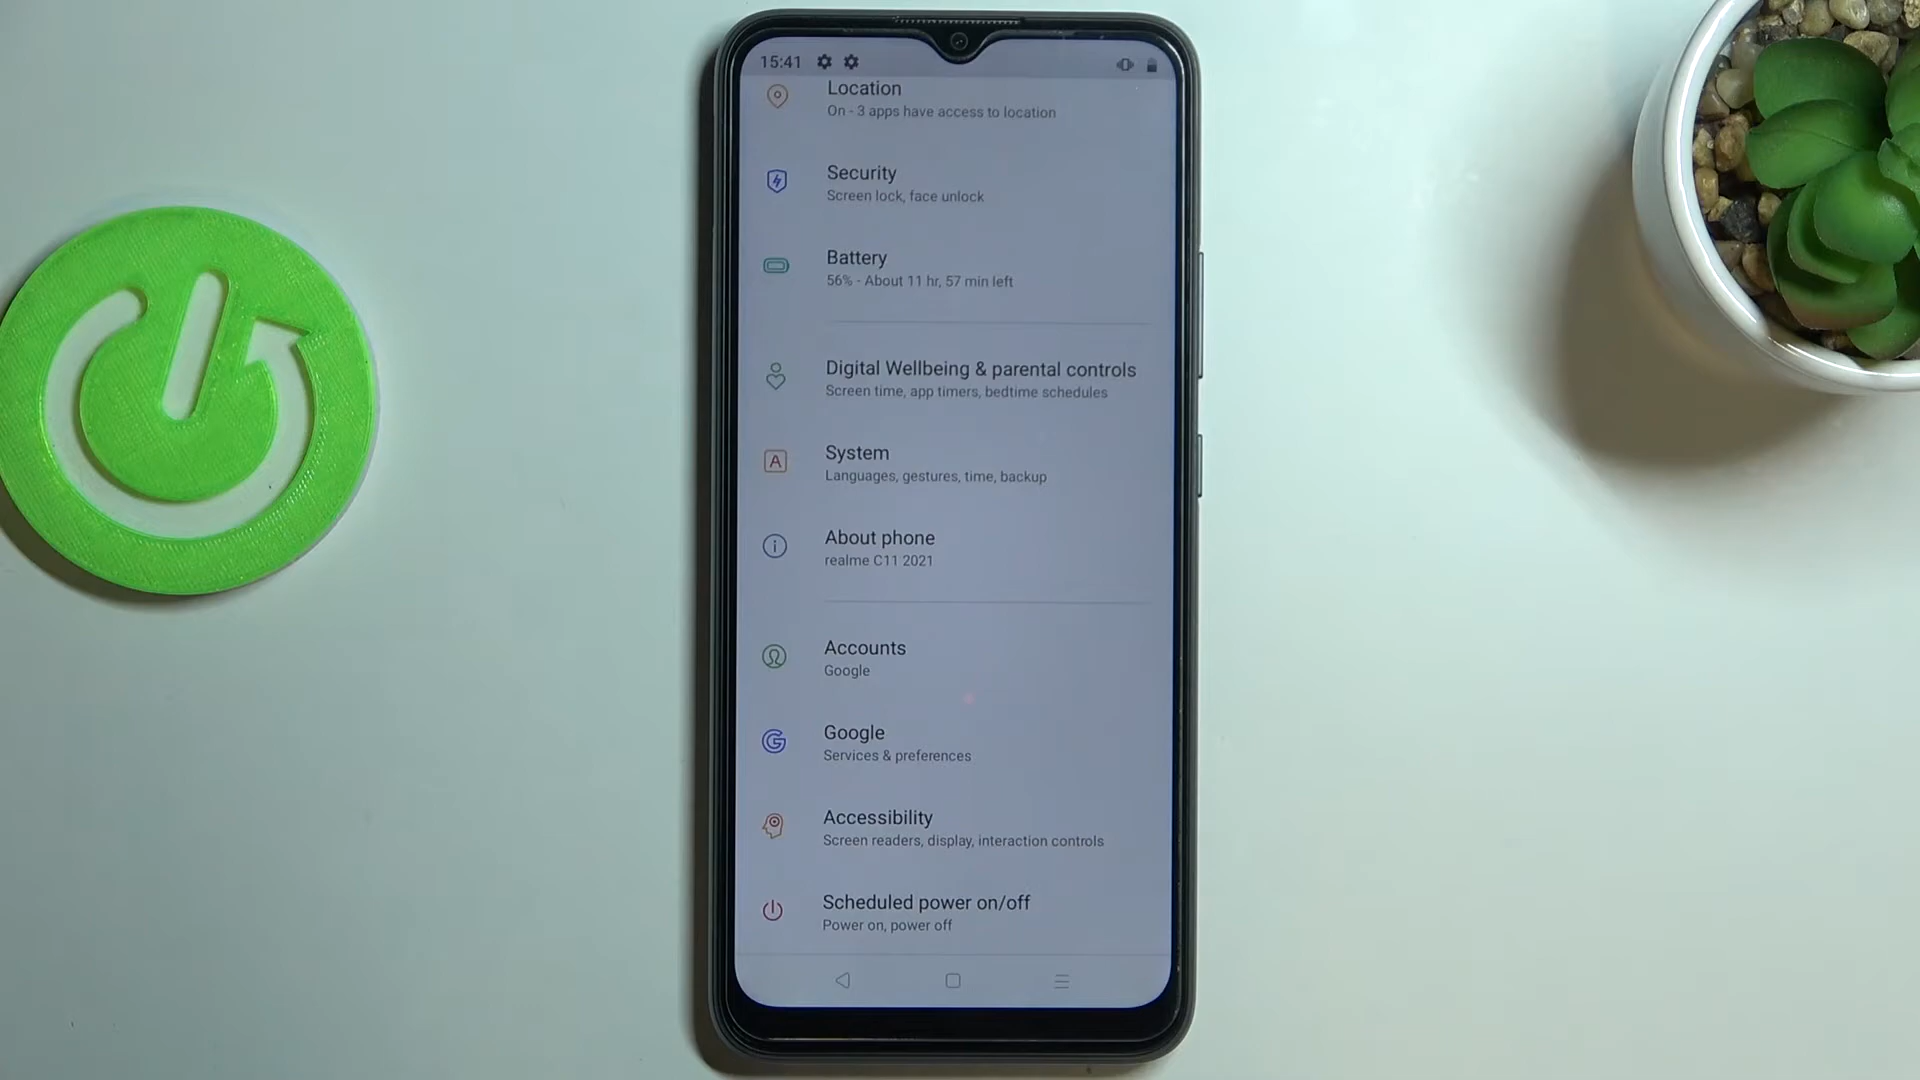 15:41
Location
On - 3 apps have access to location
Security
Screen lock, face unlock
Battery
56% - About 11 hr, 57 min left
Digital Wellbeing & parental controls
Screen time, app timers, bedtime schedules
System
Languages, gestures, time, backup
About phone
realme C11 2021
Accounts
Google
Google
Services & preferences
Accessibility
Screen readers, display, interaction controls
Scheduled power on/off
Power on, power off